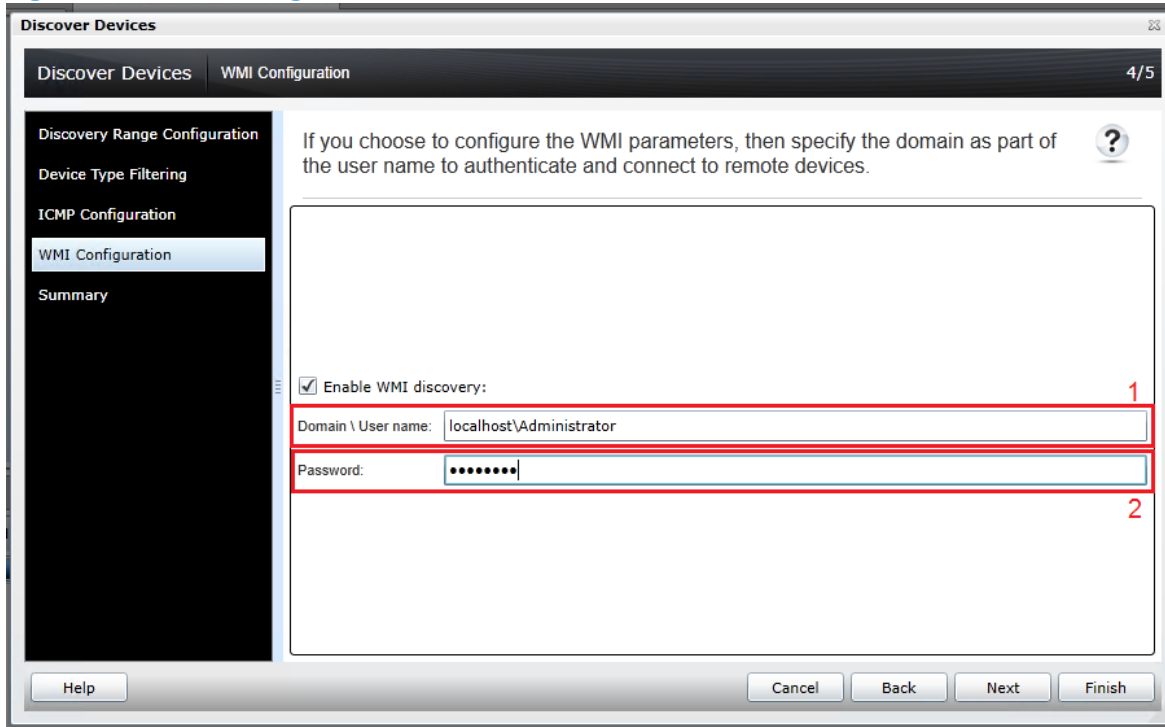 Discover Devices
Discover Devices WMI Configuration 4/5
Discovery Range Configuration
Device Type Filtering
ICMP Configuration
WMI Configuration
Summary
If you choose to configure the WMI parameters, then specify the domain as part of
the user name to authenticate and connect to remote devices.
?
Enable WMI discovery:
1
Domain \ User name: localhost\Administrator
Password: ••••••••
2
Help Cancel Back Next Finish